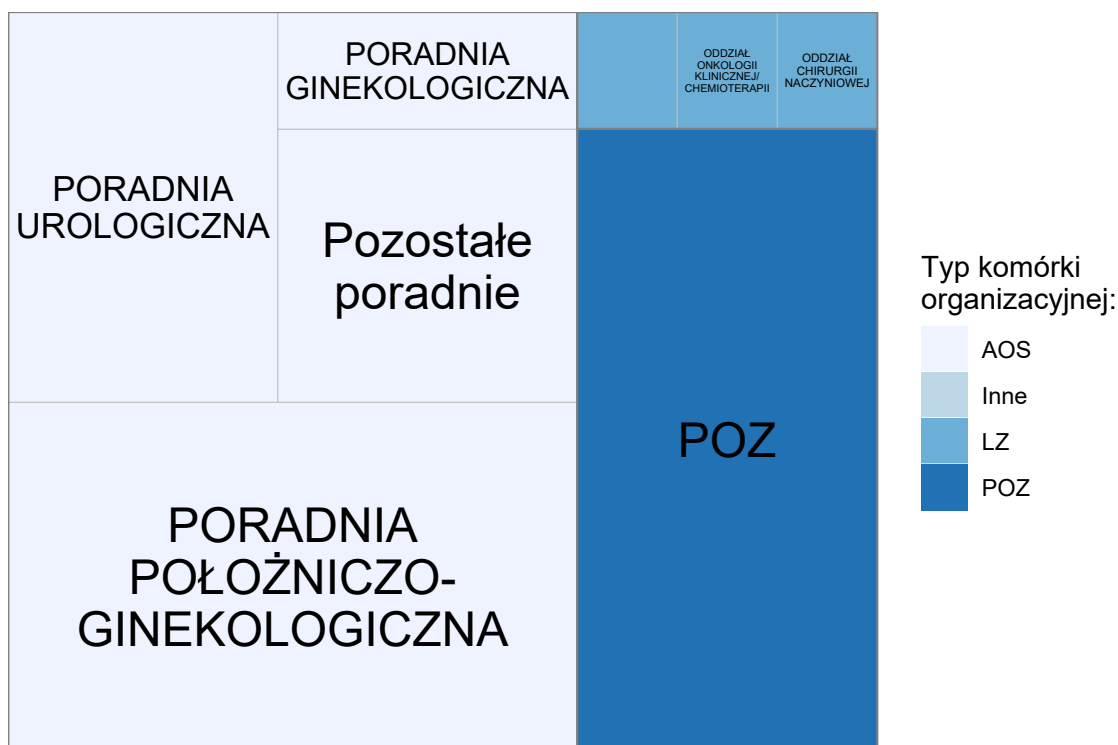 PORADNIA
UROLOGICZNA
PORADNIA
GINEKOLOGICZNA
Pozostałe
poradnie
PORADNIA
POŁOŻNICZO-
GINEKOLOGICZNA
ODDZIAŁ
ONKOLOGII
KLINICZNEJ/
CHEMIOTERAPII
ODDZIAŁ
CHIRURGII
NACZYNIOWEJ
POZ
Typ komórki
organizacyjnej:
AOS
Inne
LZ
POZ